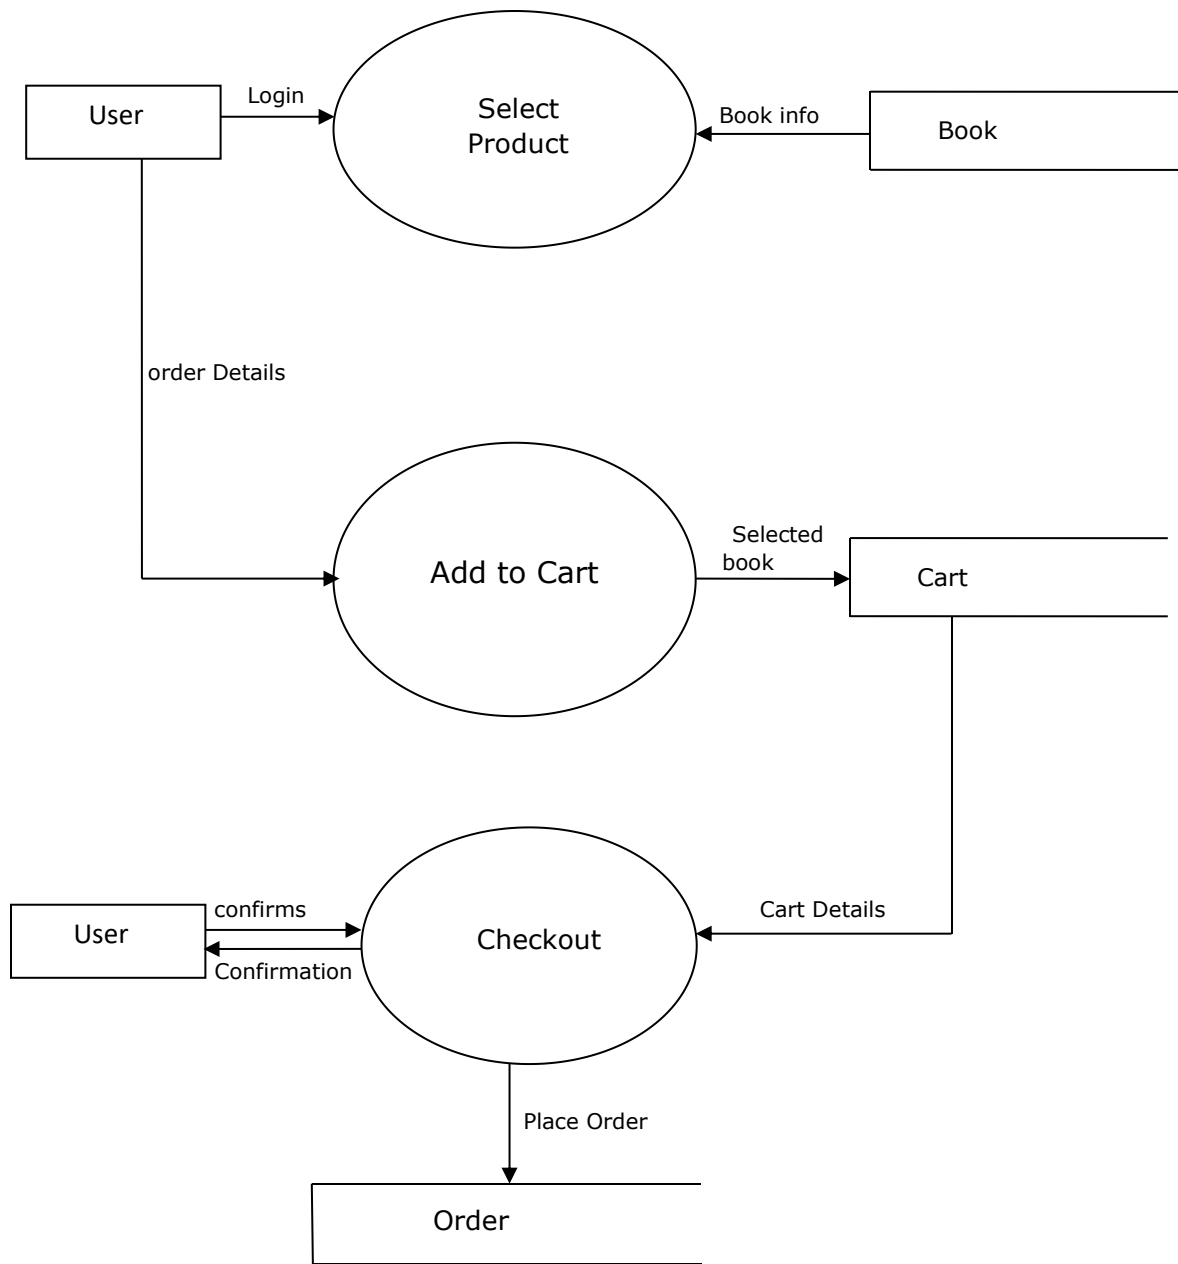 Login
User
Select
Product
Book info
Book
order Details
Selected
book
Add to Cart
Cart
confirms
User
Checkout
Cart Details
Confirmation
Place Order
Order